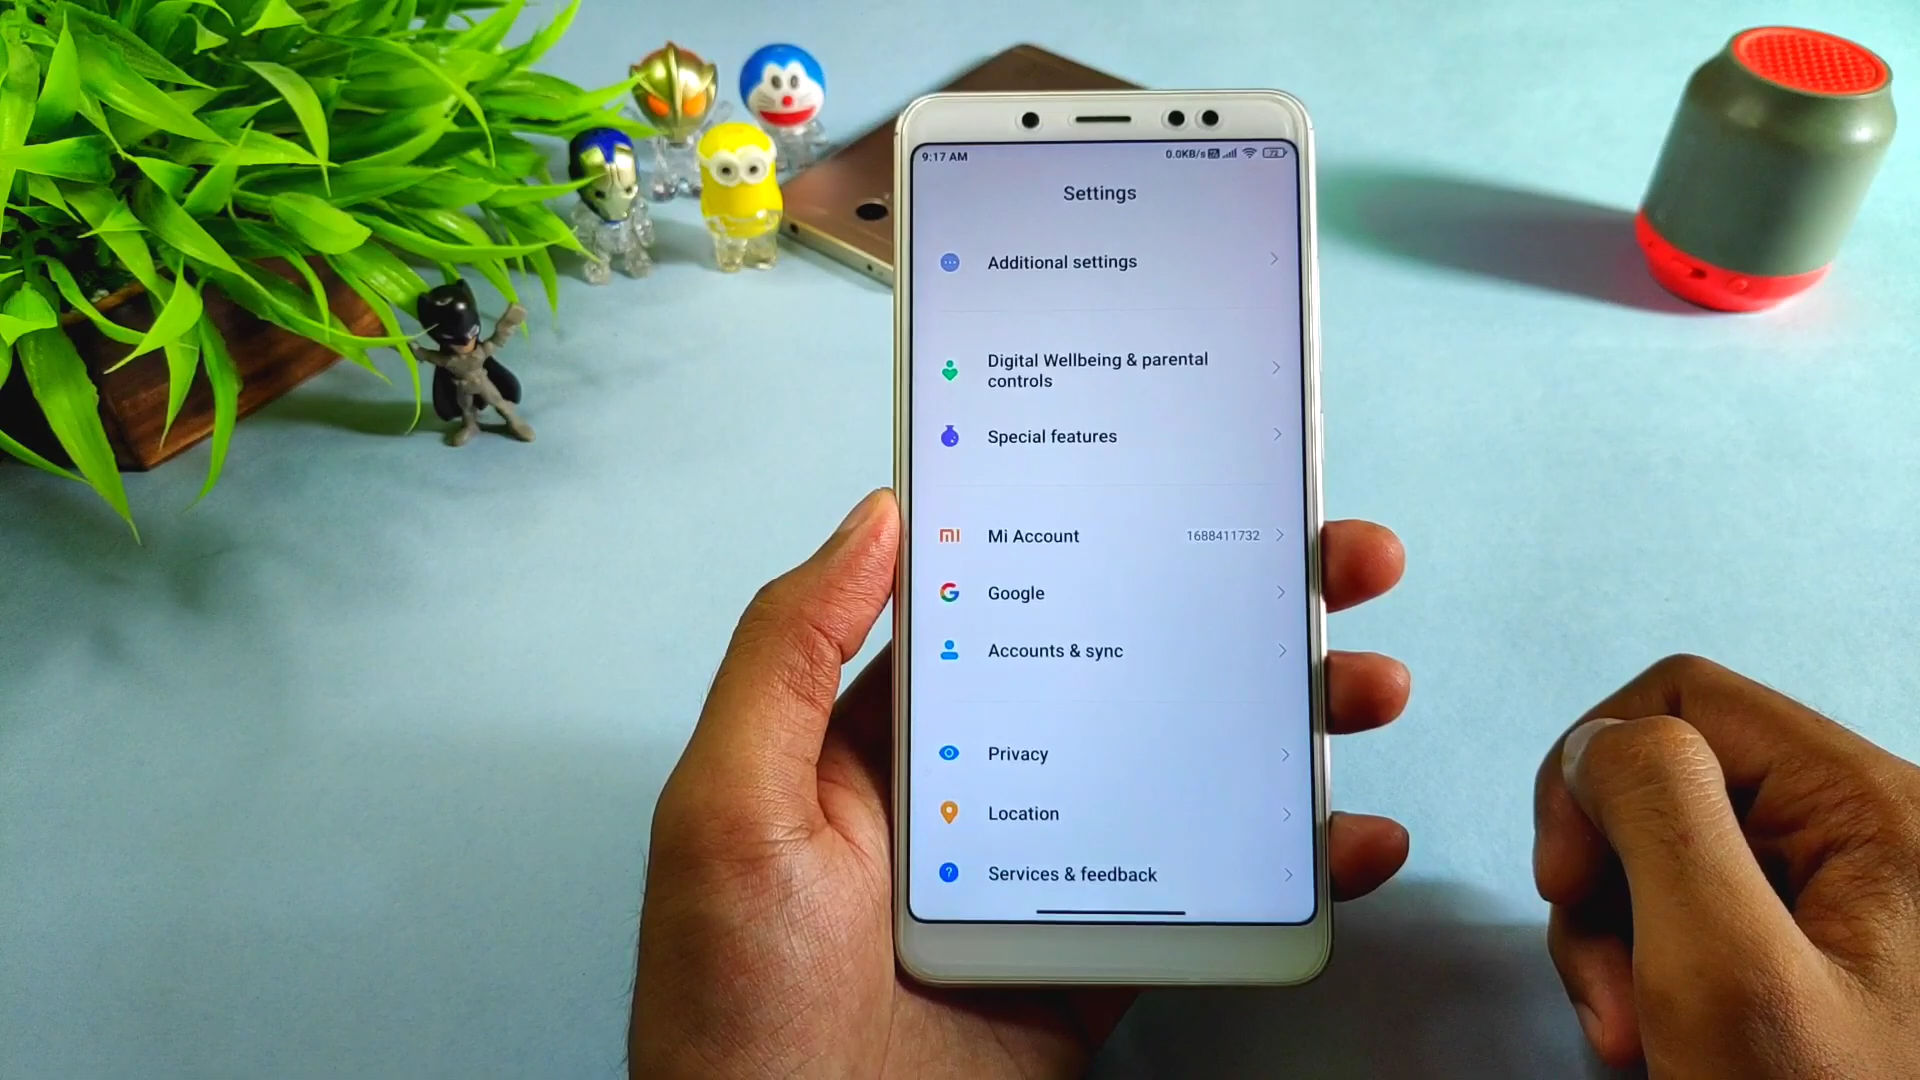 9:17 AM 0.0KB/s 72
Settings
Additional settings
Digital Wellbeing & parental
controls
Special features
Mi Account 1688411732
Google
Accounts & sync
Privacy
Location
Services & feedback